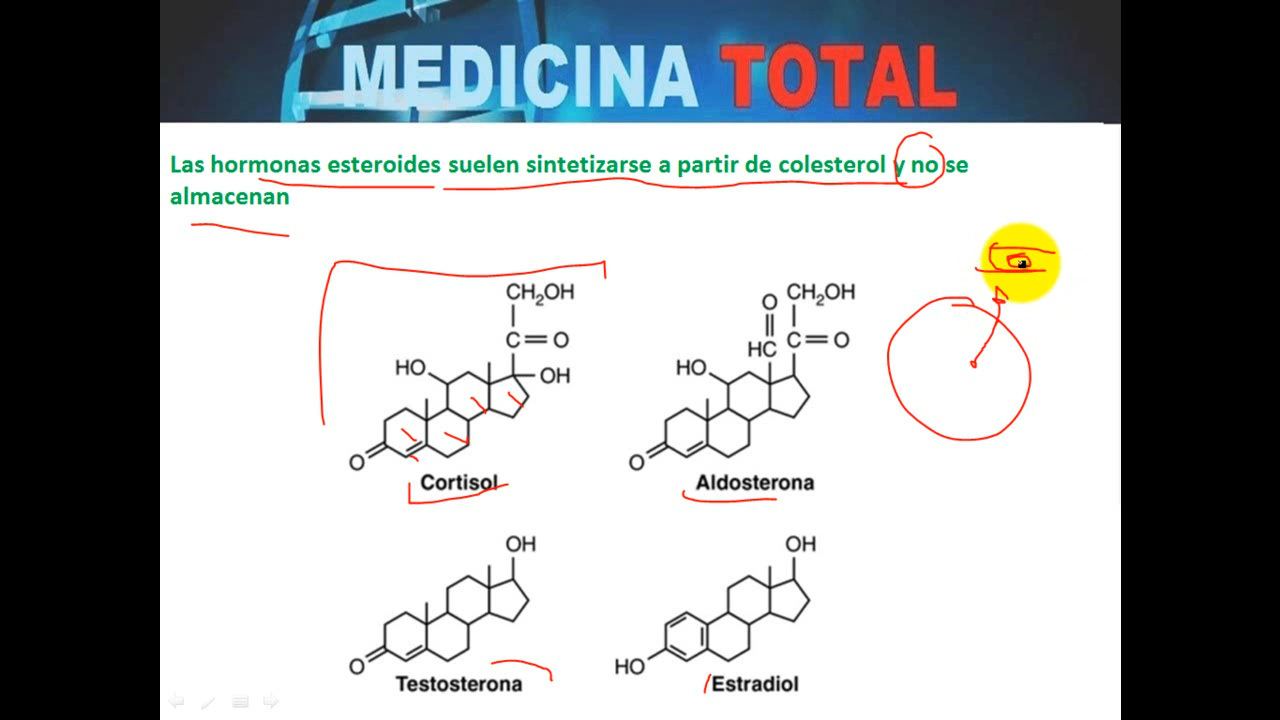 MEDICINA TOTAL
Las hormonas esteroides suelen sintetizarse a partir de colesterol y no se
almacenan
CH₂OH
C=O
HO
OH
O
Cortisol
O
CH₂OH
HC
C=O
HO
O
Aldosterona
OH
O
Testosterona
OH
HO
Estradiol